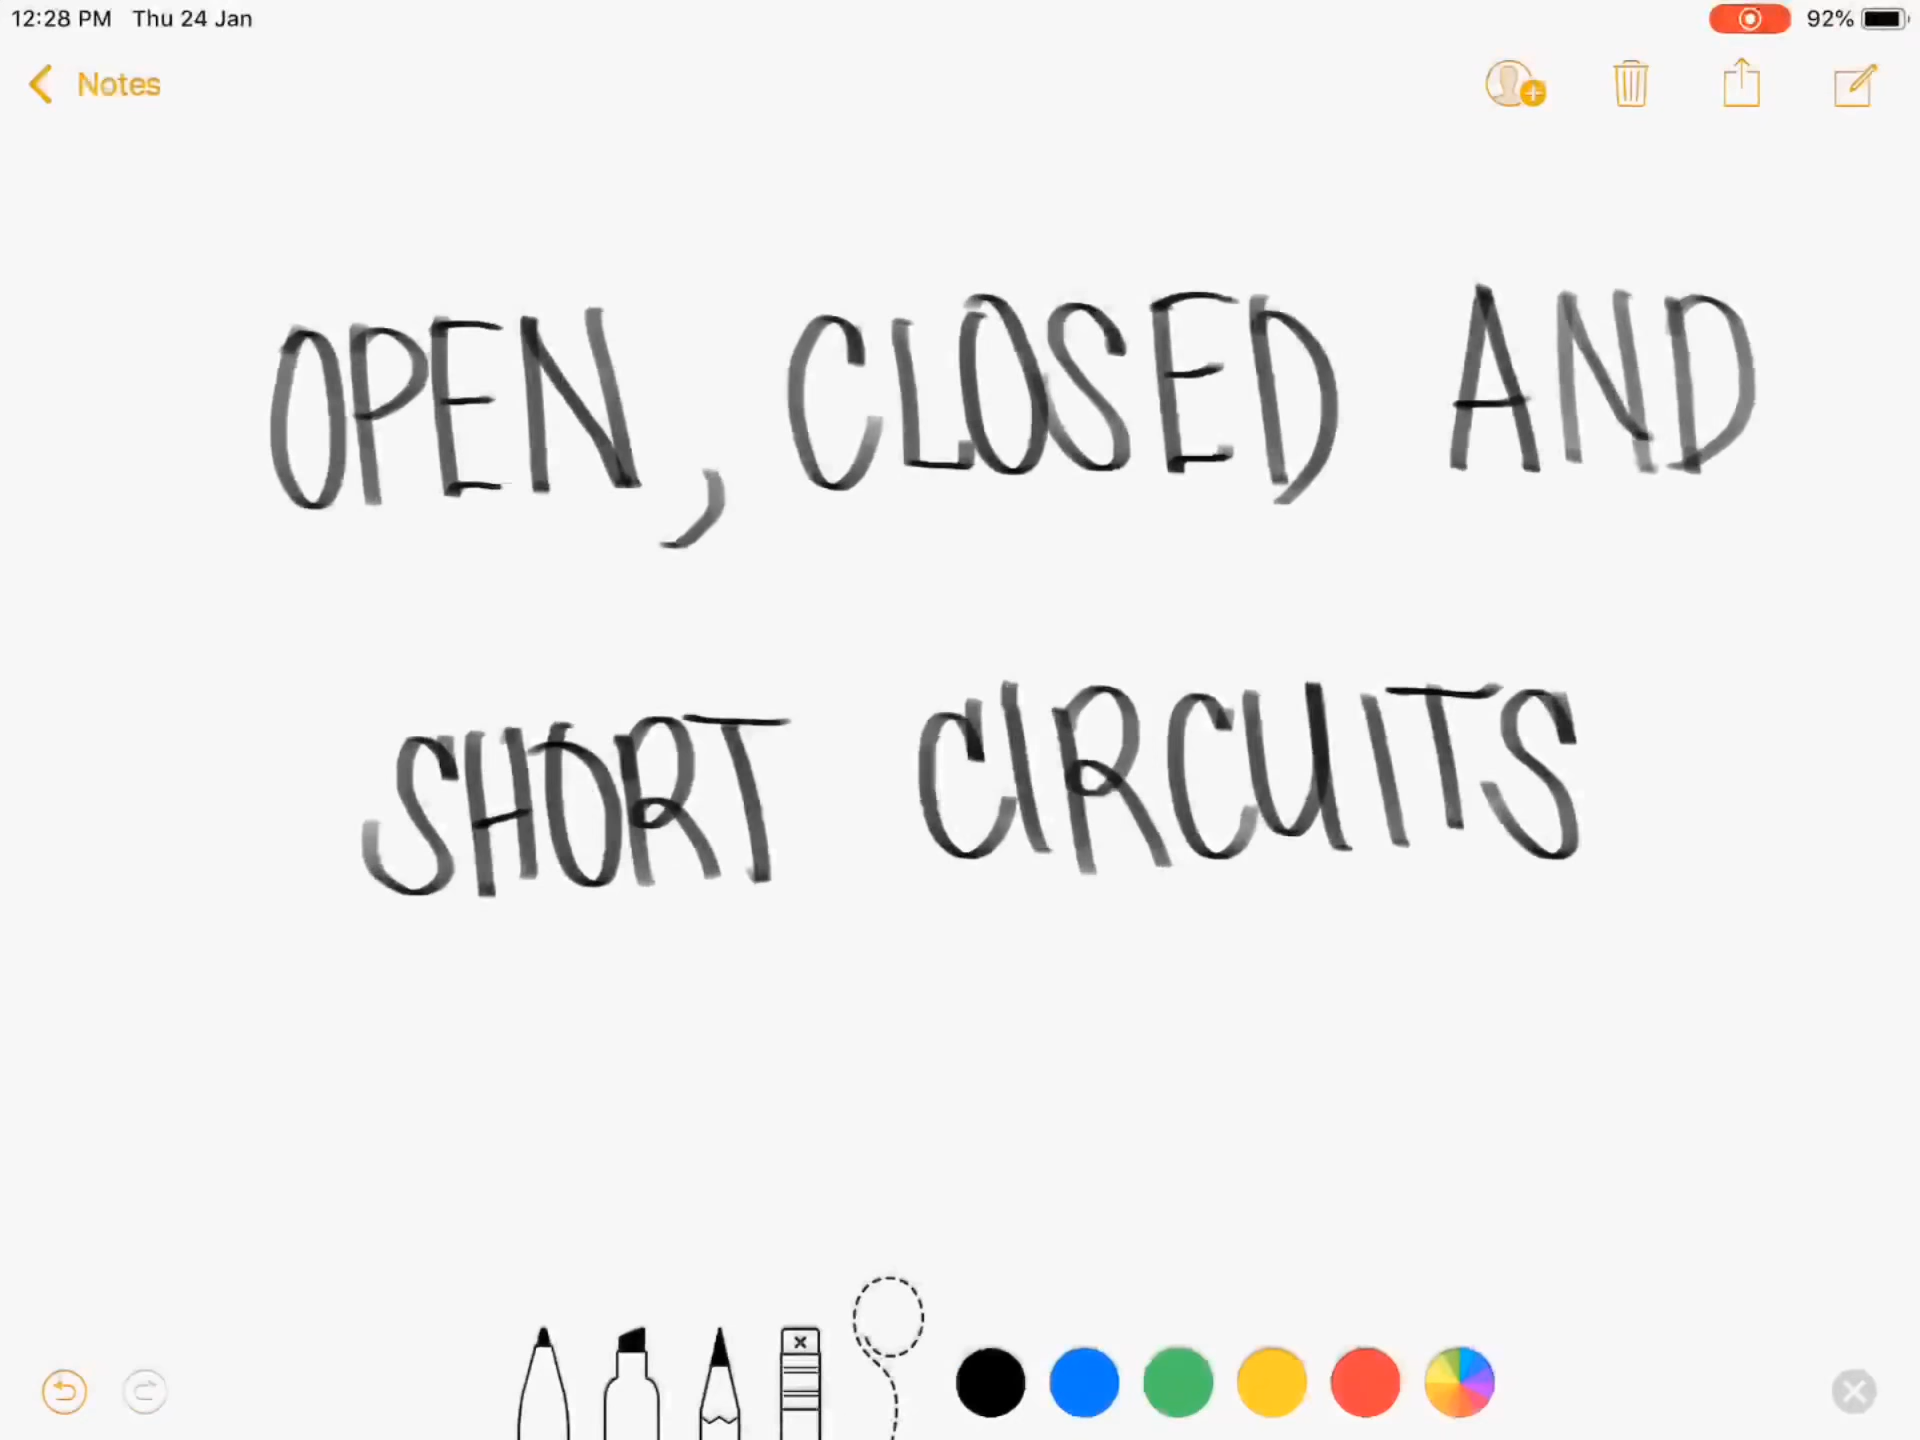 12:28 PM Thu 24 Jan 92%
Notes
OPEN, CLOSED AND
SHORT CIRCUITS